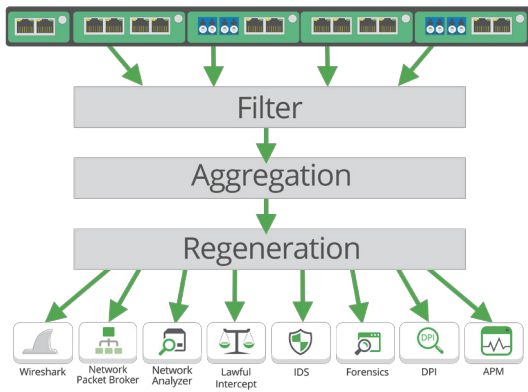 Filter
Aggregation
Regeneration
DPI
Wireshark
Network
Packet Broker
Network
Analyzer
Lawful
Intercept
IDS
Forensics
DPI
APM